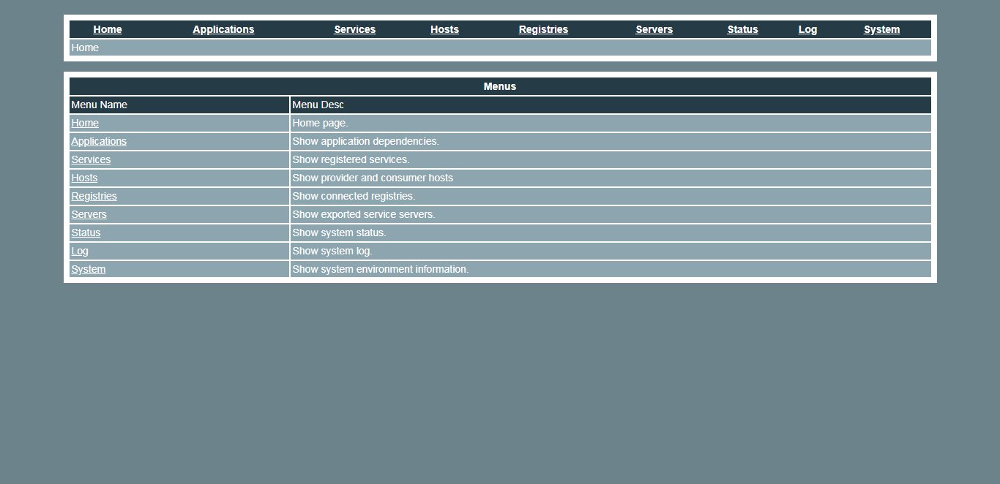 Home Applications Services Hosts Registries Servers Status Log System
Home
Menus
Menu Name Menu Desc
Home Home page.
Applications Show application dependencies.
Services Show registered services.
Hosts Show provider and consumer hosts
Registries Show connected registries.
Servers Show exported service servers.
Status Show system status.
Log Show system log.
System Show system environment information.